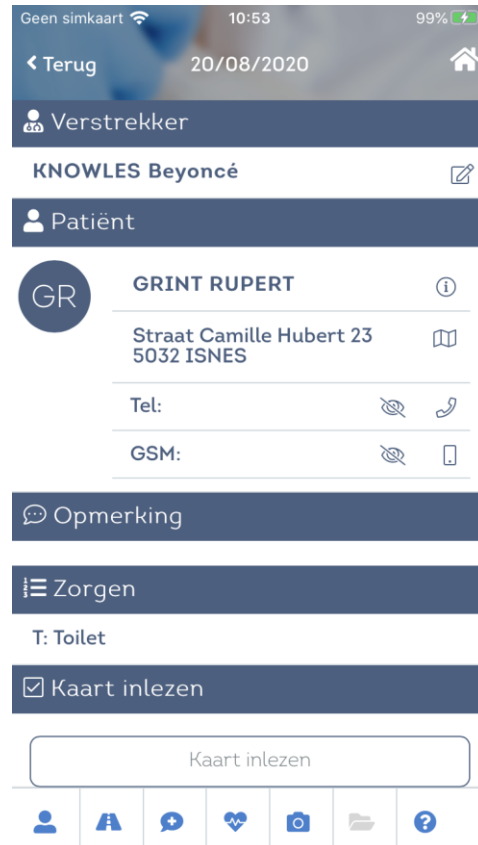 Geen simkaart 10:53 99%
Terug 20/08/2020
Verstrekker
KNOWLES Beyoncé
Patiënt
GR
GRINT RUPERT
Straat Camille Hubert 23
5032 ISNES
Tel:
GSM:
Opmerking
Zorgen
T: Toilet
Kaart inlezen
Kaart inlezen